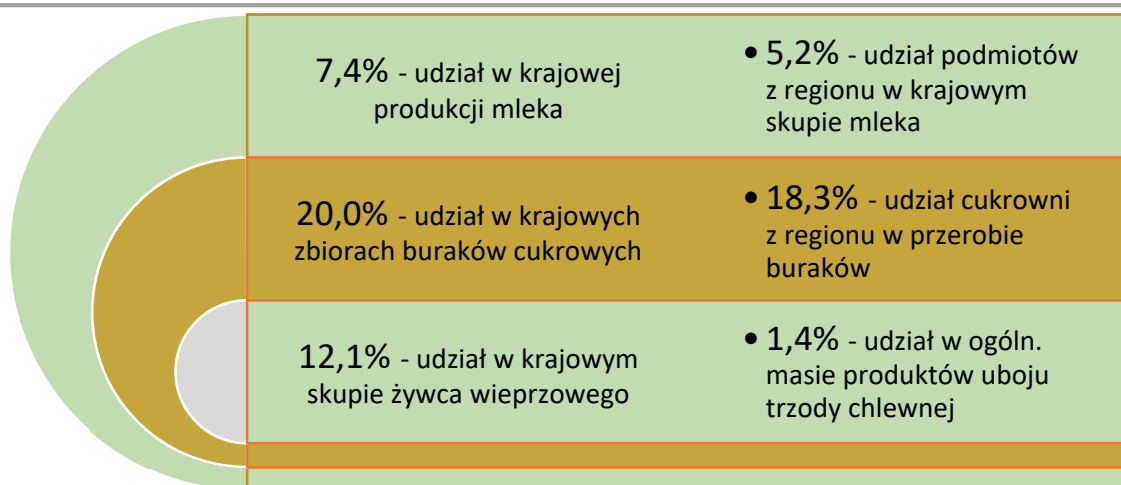 7,4% - udział w krajowej
produkcji mleka
• 5,2% - udział podmiotów
z regionu w krajowym
skupie mleka
20,0% - udział w krajowych
zbiorach buraków cukrowych
• 18,3% - udział cukrowni
z regionu w przerobie
buraków
12,1% - udział w krajowym
skupie żywca wieprzowego
• 1,4% - udział w ogóln.
masie produktów uboju
trzody chlewnej